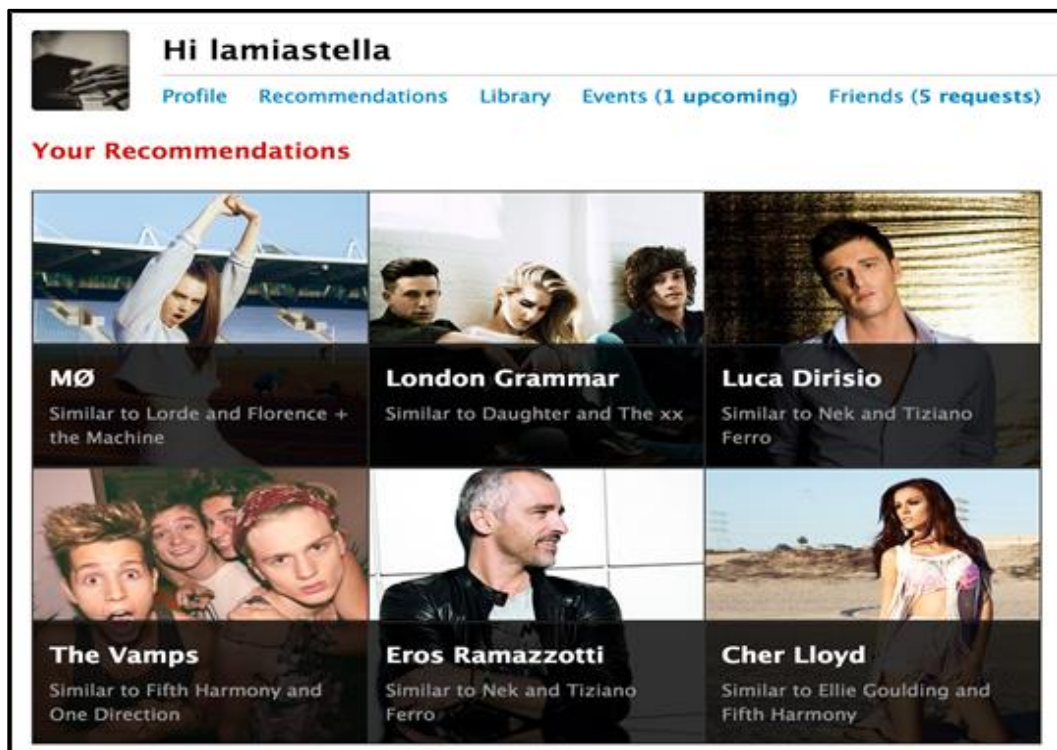 Hi lamiastella
Profile Recommendations Library Events (1 upcoming) Friends (5 requests)
Your Recommendations
MØ
Similar to Lorde and Florence +
the Machine
London Grammar
Similar to Daughter and The xx
Luca Dirisio
Similar to Nek and Tiziano
Ferro
The Vamps
Similar to Fifth Harmony and
One Direction
Eros Ramazzotti
Similar to Nek and Tiziano
Ferro
Cher Lloyd
Similar to Ellie Goulding and
Fifth Harmony